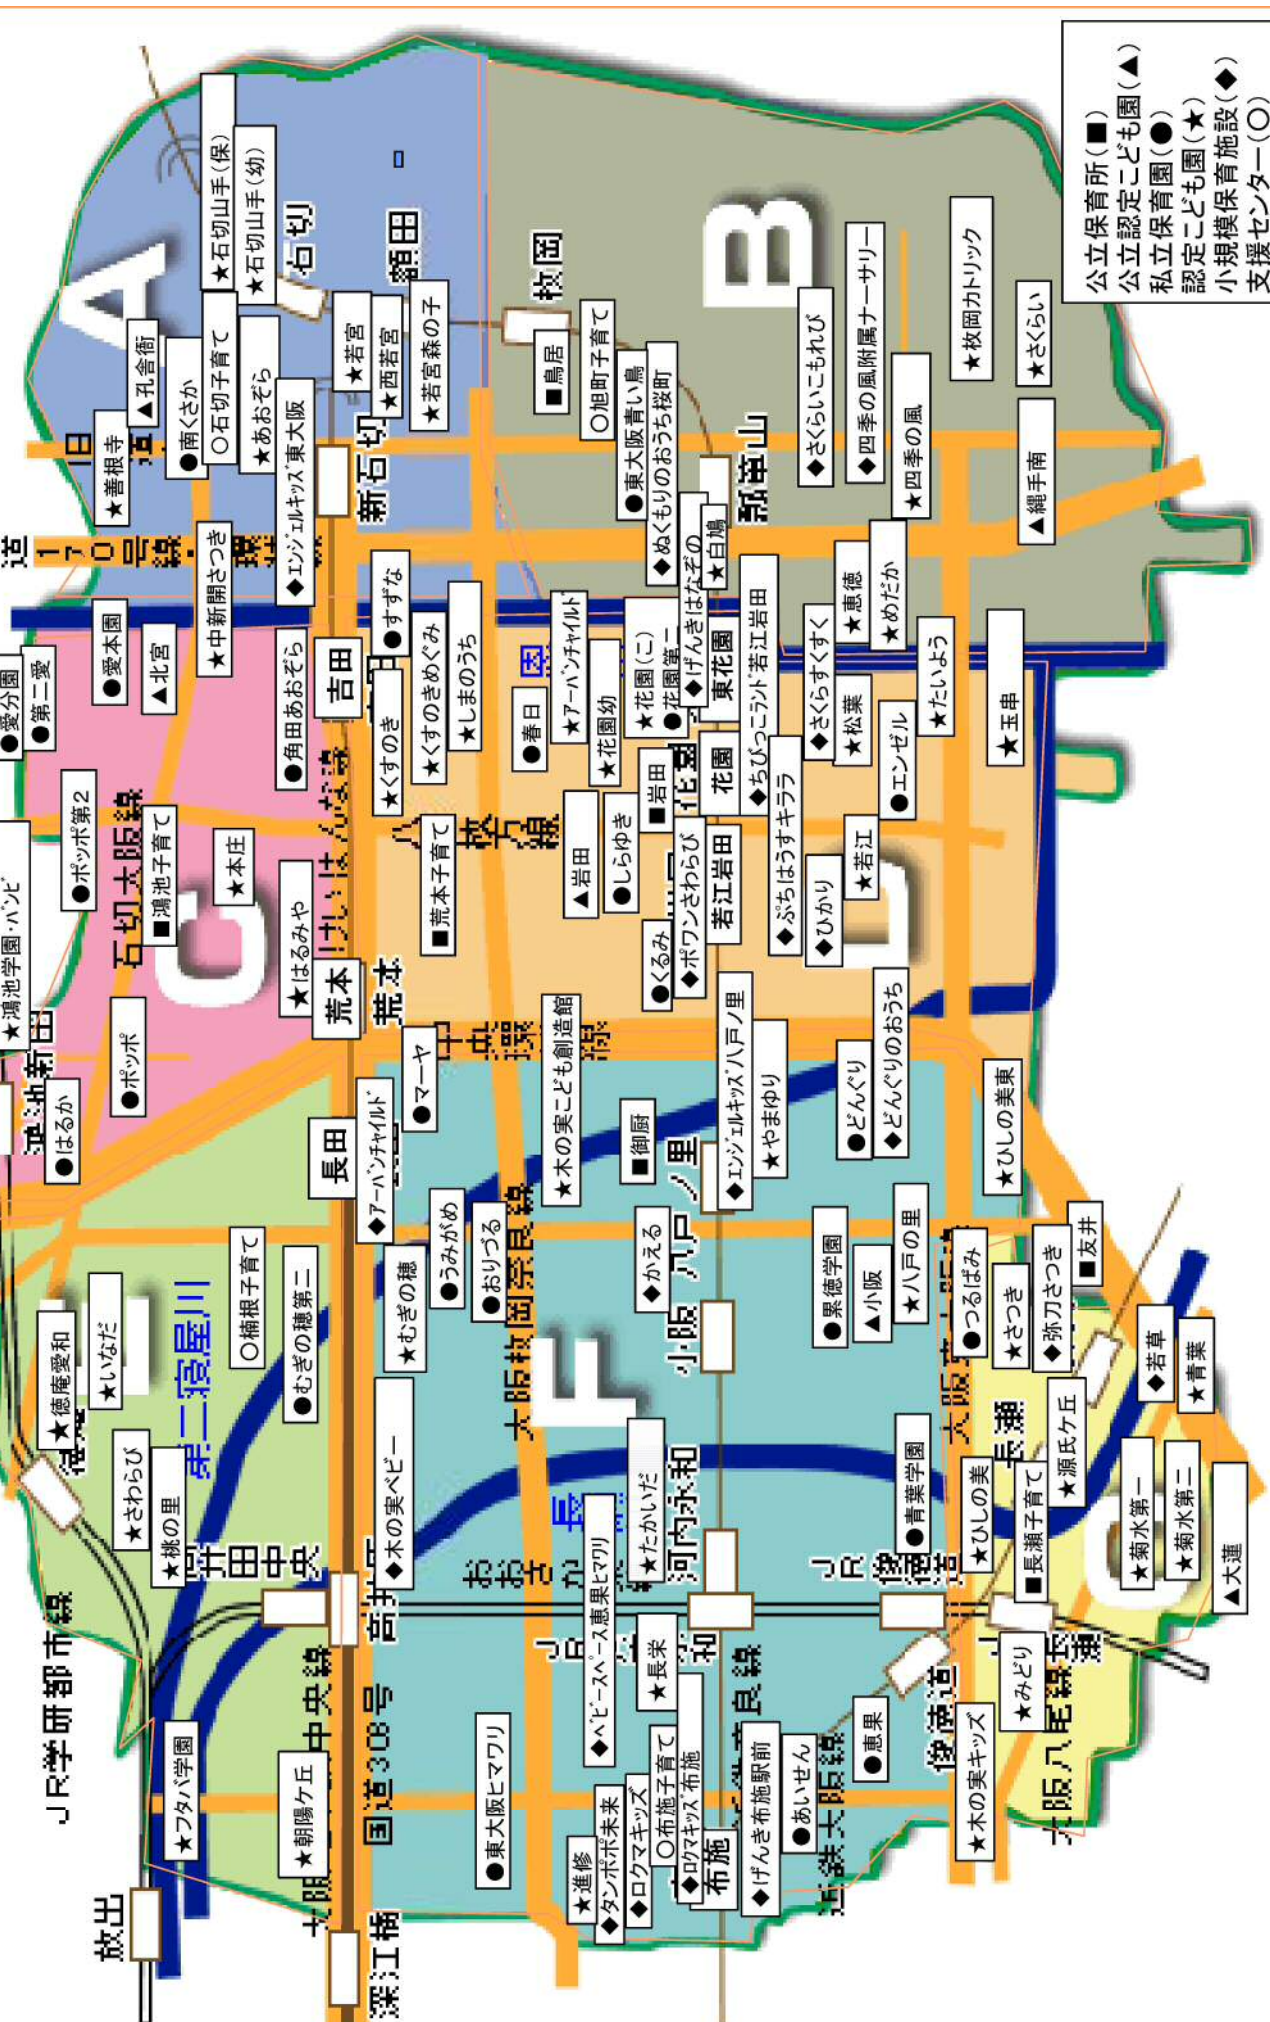 公立保育所(■)
公立認定こども園(▲)
私立保育園(●)
認定こども園(★)
小規模保育施設(◆)
支援センター(○)
A
★石切山手(保)
★石切山手(幼)
石切
額田
▲孔舎衙
★善根寺
●南くさか
○石切子育て
★あおぞら
◆エンジェルキッズ東大阪
★若宮
★西若宮
★若宮森の子
新石切
★中新開さつき
B
枚岡
■鳥居
○旭町子育て
●東大阪青い鳥
◆ぬくもりのおうち桜町
◆げんきはなぞの
★白鳩
瓢箪山
◆さくらいこもれび
◆四季の風附属ナーサリー
★四季の風
★枚岡カトリック
★さくらい
▲縄手南
★恵徳
★めだか
C
●愛分園
●第二愛
●愛本園
▲北宮
●角田あおぞら
吉田
●ポッポ第2
石切大阪線
■鴻池子育て
★本庄
★はるみや
けいはんな線
★鴻池学園・バンビ
鴻池新田
●はるか
●ポッポ
荒本
荒本
●すずな
★くすのき
★くすのきめぐみ
★しまのうち
■荒本子育て
●春日
★アーバンチャイルド
★花園幼
★花園(こ)
●花園第二
東花園
花園
◆ちびっこランド若江岩田
■岩田
▲岩田
●しらゆき
●くるみ
◆ポワンさわらび
若江岩田
◆ぷちはうすキララ
◆ひかり
★若江
◆さくらすくすく
★松葉
●エンゼル
★たいよう
★玉串
長田
◆アーバンチャイルド
●マーヤ
中央環状線
★徳庵愛和
★いなだ
★さわらび
★桃の里
第二寝屋川
○楠根子育て
●むぎの穂第二
JR学研都市線
放出
★フタバ学園
★朝陽ケ丘
深江橋
国道308号
F
★むぎの穂
●うみがめ
●おりづる
大阪枚岡奈良線
★木の実こども創造館
■御厨
◆エンジェルキッズ八戸ノ里
★やまゆり
●どんぐり
◆どんぐりのおうち
◆かえる
八戸ノ里
小阪
●累徳学園
▲小阪
★八戸の里
◆木の実ベビー
★たかいだ
河内永和
◆ベビースペース恵果ヒマワリ
★長栄
●東大阪ヒマワリ
★進修
◆タンポポ未来
◆ロクマキッズ
○布施子育て
◆ロクマキッズ布施
布施
◆げんき布施駅前
●あいせん
●恵果
近鉄大阪線
●青葉学園
JR俊徳道
俊徳道
★ひしの美東
●つるばみ
★さつき
◆弥刀さつき
■友井
長瀬
★源氏ケ丘
◆若草
★青葉
★ひしの美
■長瀬子育て
★菊水第一
★菊水第二
▲大蓮
★みどり
★木の実キッズ
大阪八尾線